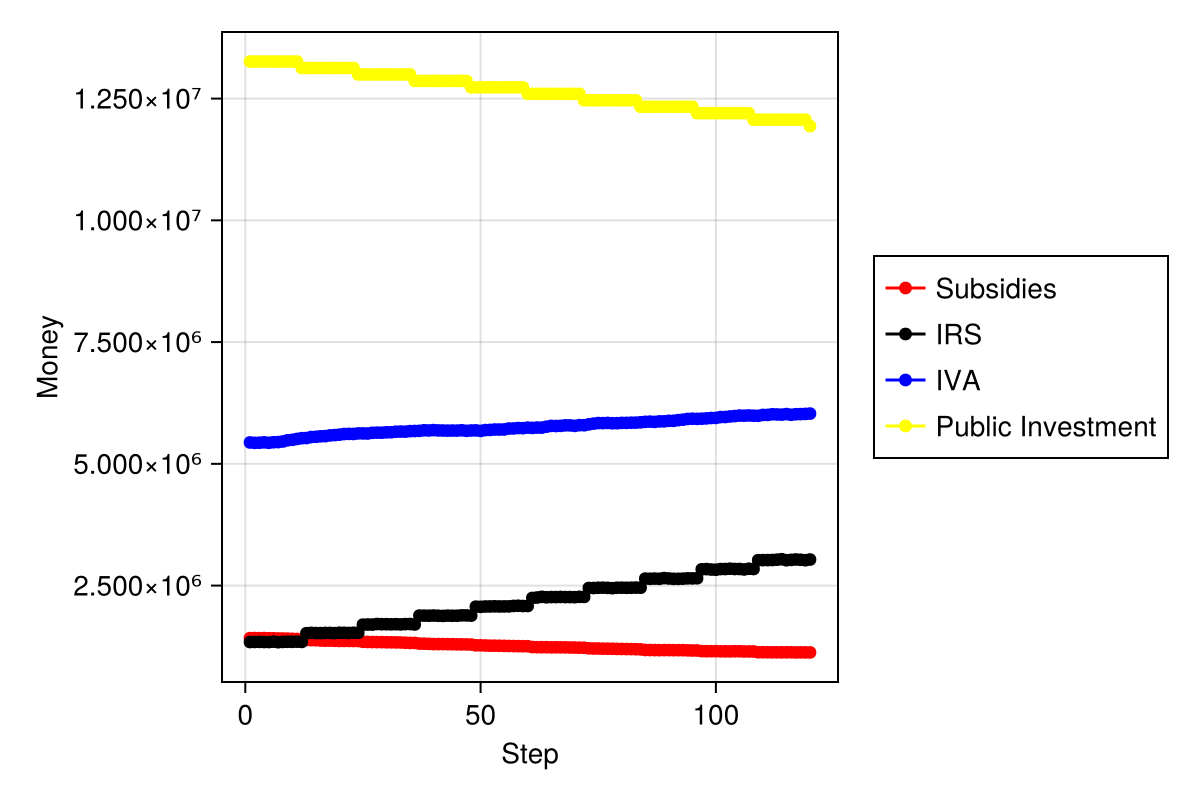 1.250×10⁷
1.000×10⁷
7.500×10⁶
5.000×10⁶
2.500×10⁶
Money
0
50
100
Step
Subsidies
IRS
IVA
Public Investment